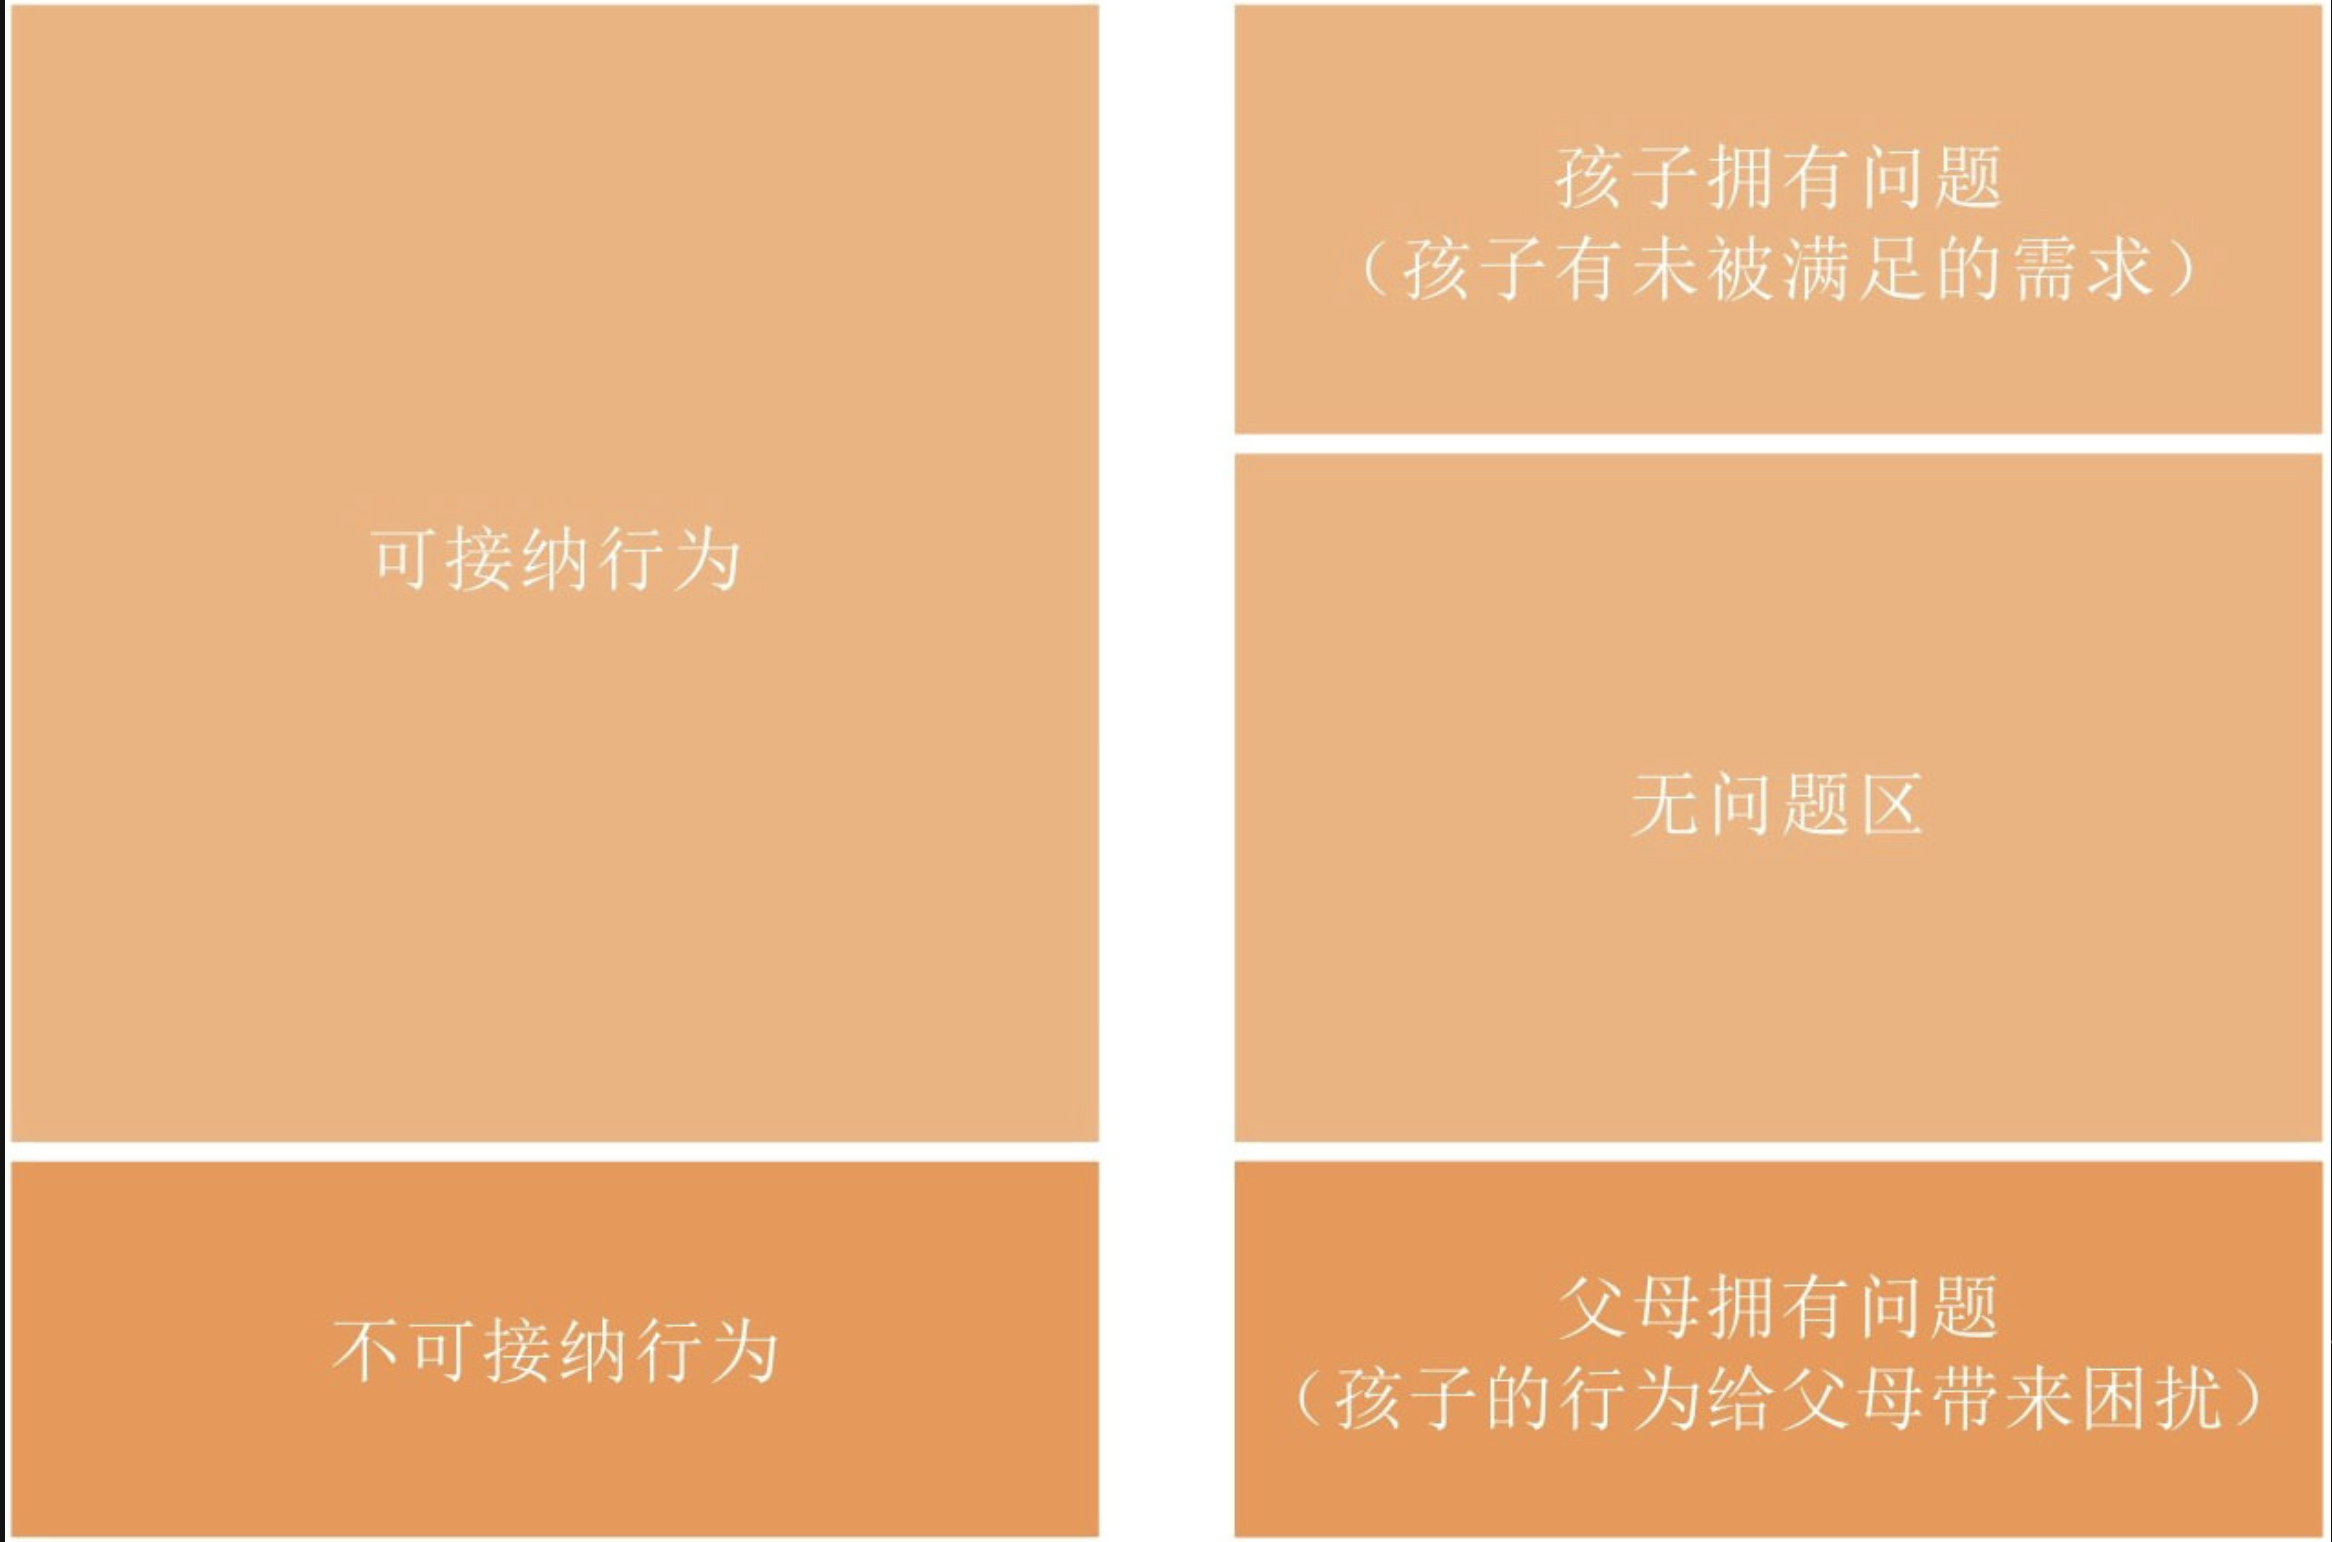 可接纳行为
不可接纳行为
孩子拥有问题
（孩子有未被满足的需求）
无问题区
父母拥有问题
（孩子的行为给父母带来困扰）